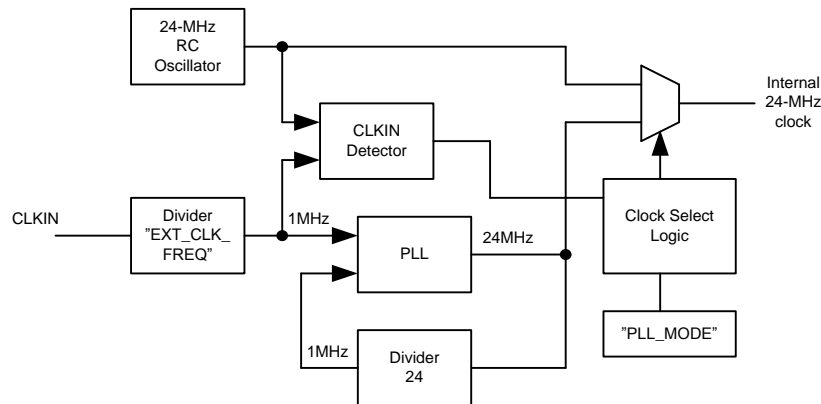 24-MHz
RC
Oscillator
CLKIN
Detector
Internal
24-MHz
clock
CLKIN
Divider
"EXT_CLK_
FREQ"
1MHz
PLL
24MHz
Clock Select
Logic
1MHz
Divider
24
"PLL_MODE"